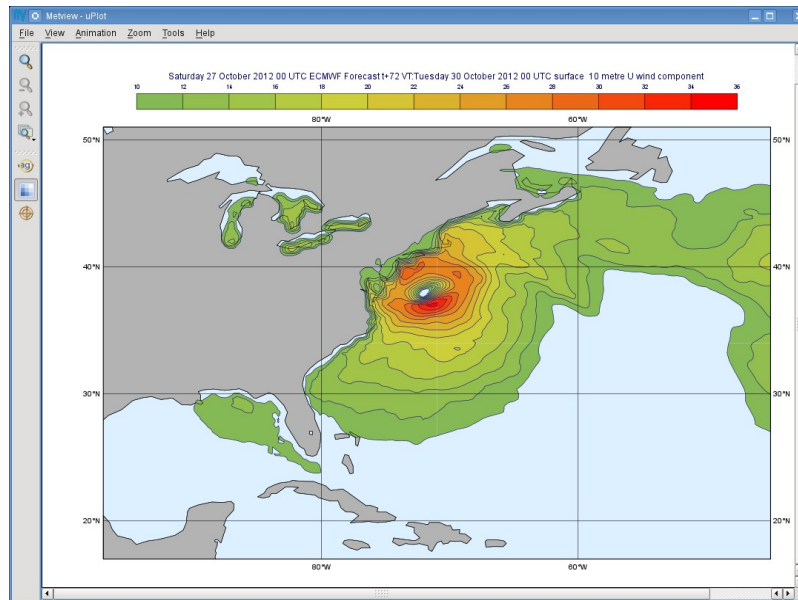 Metview - uPlot
File View Animation Zoom Tools Help
Saturday 27 October 2012 00 UTC ECMWF Forecast t+72 VT:Tuesday 30 October 2012 00 UTC surface 10 metre U wind component
10 12 14 16 18 20 22 24 26 28 30 32 34 36
80°W 60°W
50°N 50°N
40°N 40°N
30°N 30°N
20°N 20°N
80°W 60°W